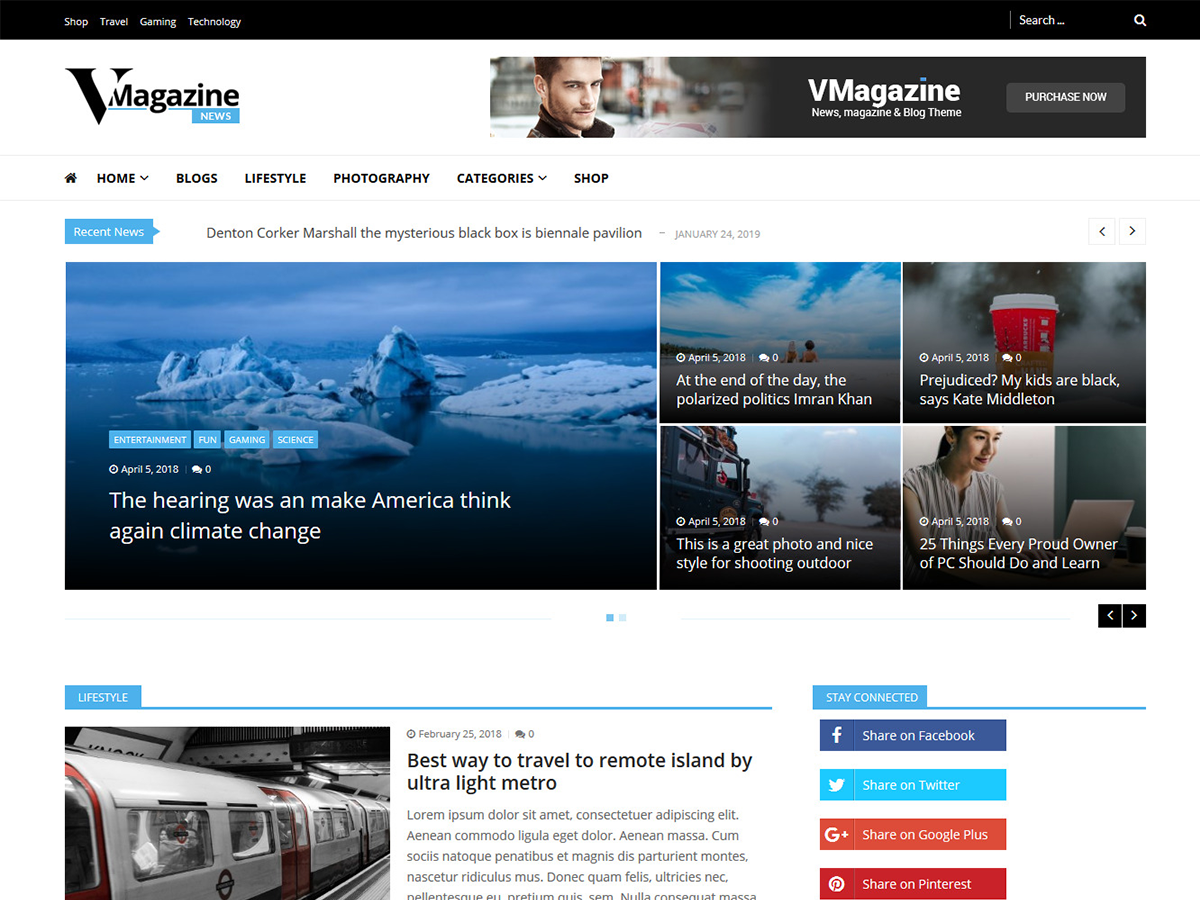 Shop Travel Gaming Technology
Search ...
VMagazine
NEWS
VMagazine
News, magazine & Blog Theme
PURCHASE NOW
HOME BLOGS LIFESTYLE PHOTOGRAPHY CATEGORIES SHOP
Recent News
Denton Corker Marshall the mysterious black box is biennale pavilion – JANUARY 24, 2019
ENTERTAINMENT FUN GAMING SCIENCE
April 5, 2018 0
The hearing was an make America think
again climate change
April 5, 2018 0
At the end of the day, the
polarized politics Imran Khan
STARBUCKS
April 5, 2018 0
Prejudiced? My kids are black,
says Kate Middleton
April 5, 2018 0
This is a great photo and nice
style for shooting outdoor
April 5, 2018 0
25 Things Every Proud Owner
of PC Should Do and Learn
LIFESTYLE
February 25, 2018 0
Best way to travel to remote island by
ultra light metro
Lorem ipsum dolor sit amet, consectetuer adipiscing elit.
Aenean commodo ligula eget dolor. Aenean massa. Cum
sociis natoque penatibus et magnis dis parturient montes,
nascetur ridiculus mus. Donec quam felis, ultricies nec,
pellentesque eu, pretium quis, sem. Nulla consequat massa
STAY CONNECTED
f Share on Facebook
Share on Twitter
G+ Share on Google Plus
Share on Pinterest